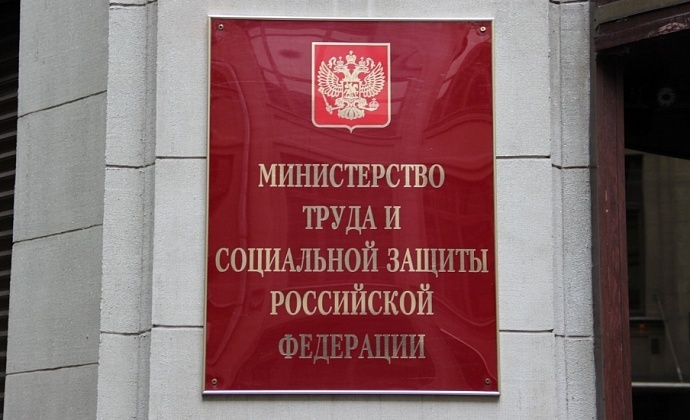 МИНИСТЕРСТВО
ТРУДА И
СОЦИАЛЬНОЙ ЗАЩИТЫ
РОССИЙСКОЙ
ФЕДЕРАЦИИ